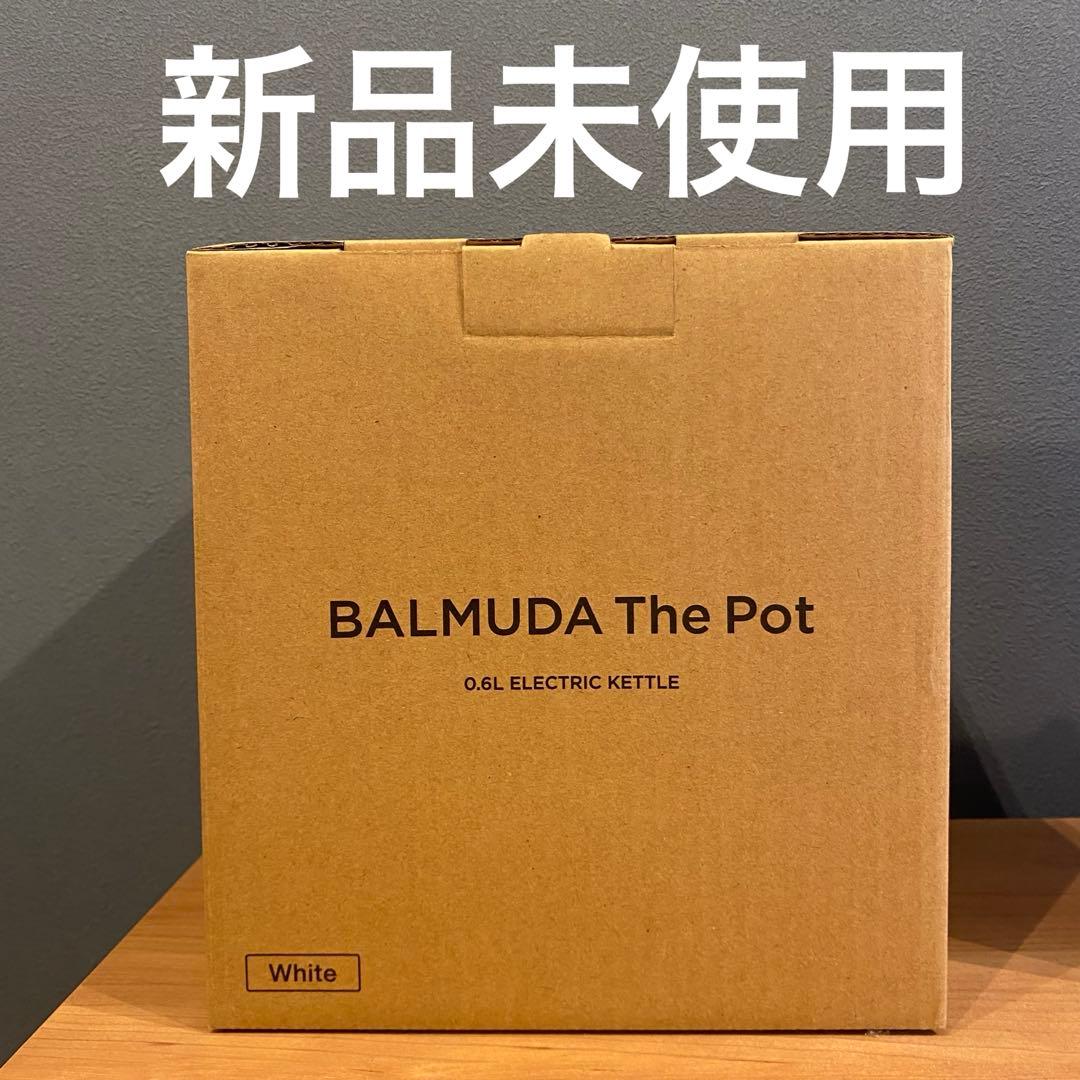 新品未使用
BALMUDA The Pot
0.6L ELECTRIC KETTLE
White